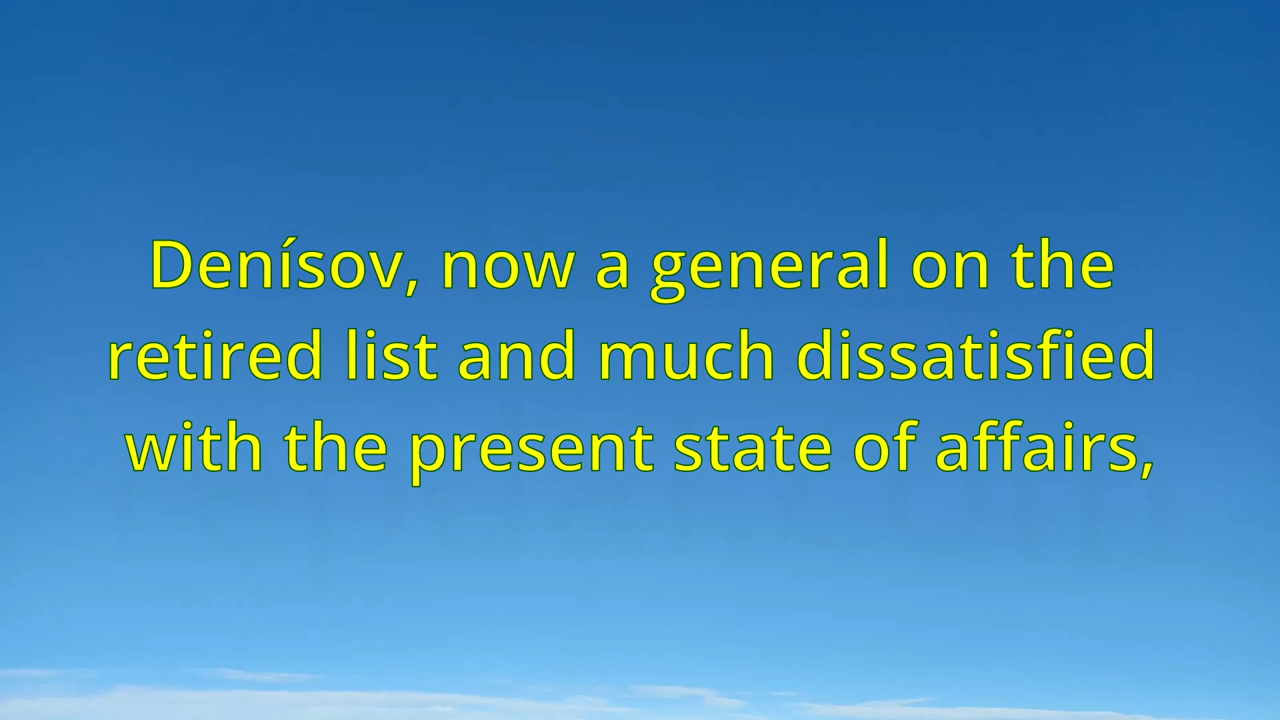 Denísov, now a general on the
retired list and much dissatisfied
with the present state of affairs,